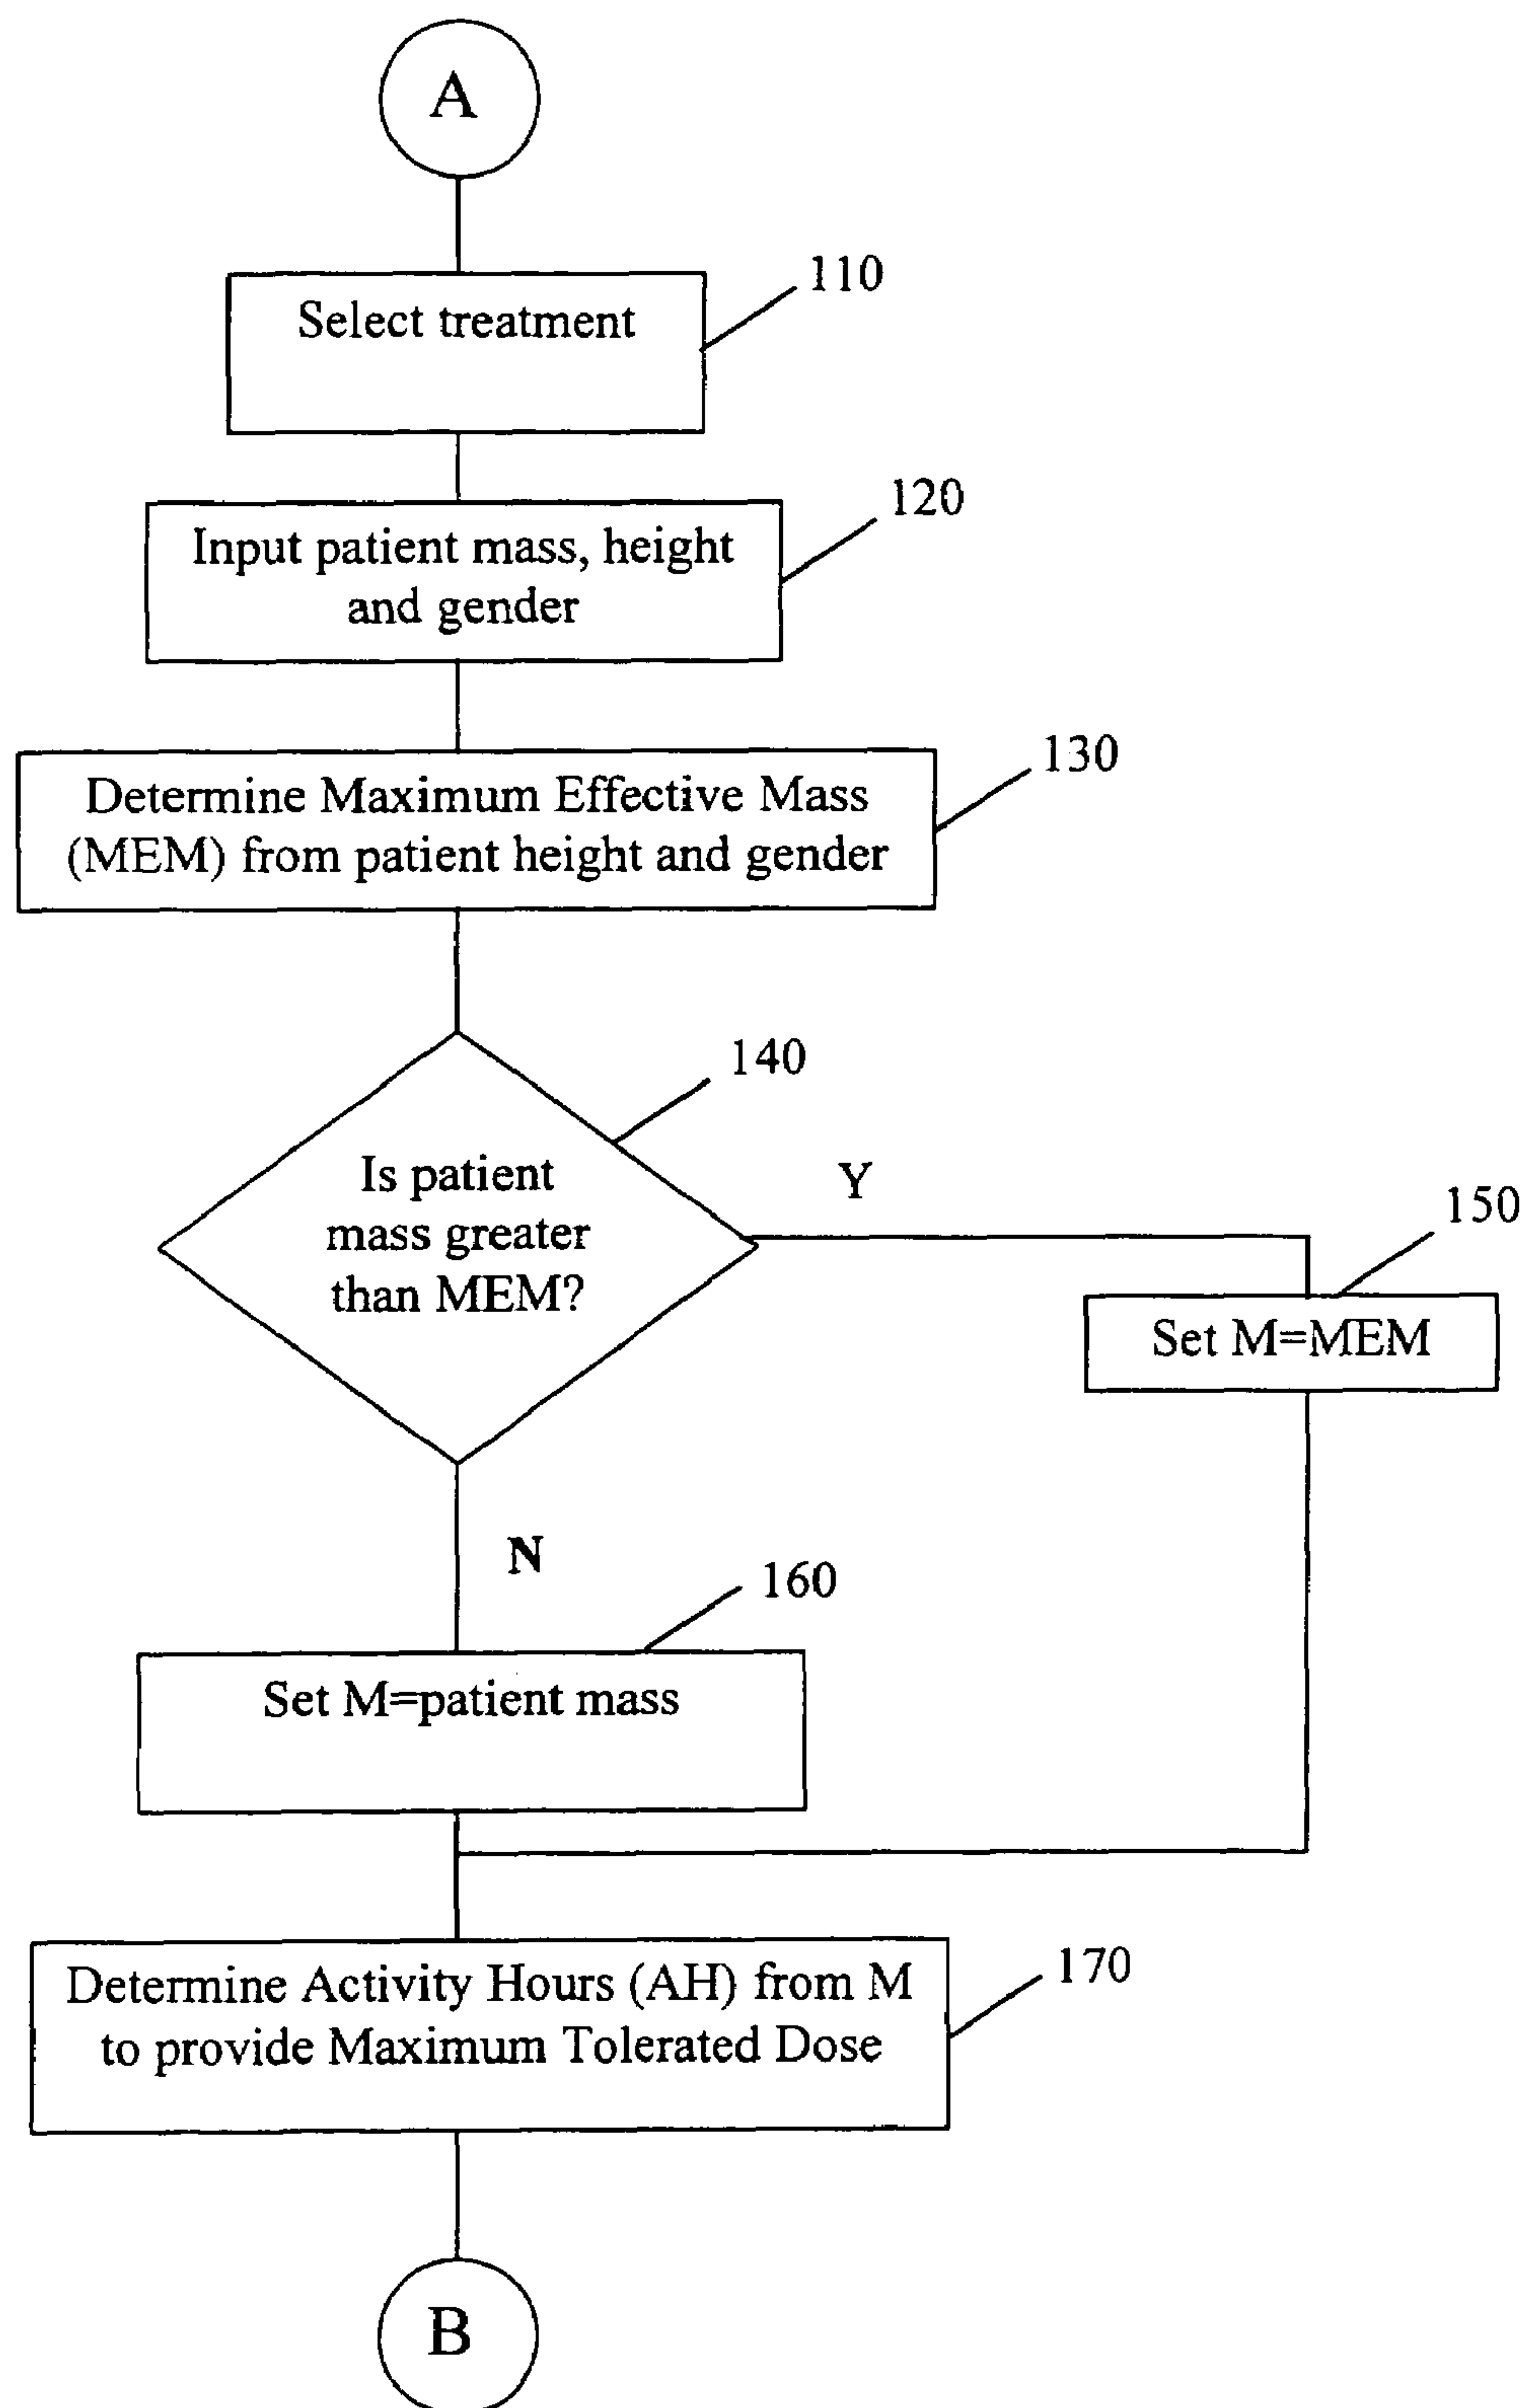 A
110
Select treatment
120
Input patient mass, height
and gender
130
Determine Maximum Effective Mass
(MEM) from patient height and gender
140
Is patient
mass greater
than MEM?
Y
150
Set M=MEM
N
160
Set M=patient mass
170
Determine Activity Hours (AH) from M
to provide Maximum Tolerated Dose
B